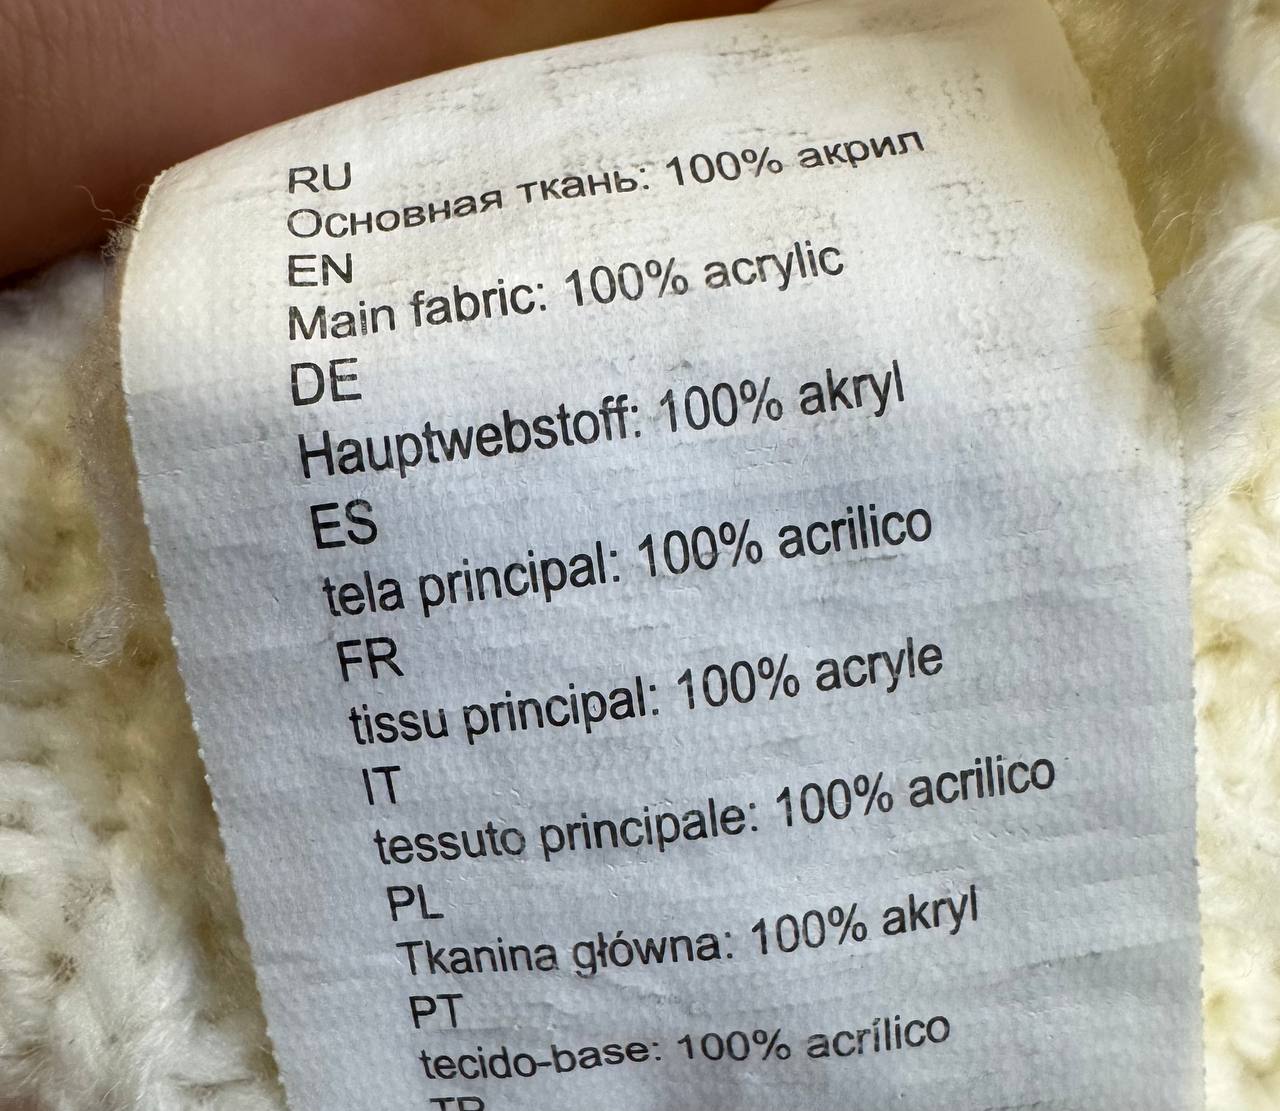 RU
Основная ткань: 100% акрил
EN
Main fabric: 100% acrylic
DE
Hauptwebstoff: 100% akryl
ES
tela principal: 100% acrilico
FR
tissu principal: 100% acryle
IT
tessuto principale: 100% acrilico
PL
Tkanina główna: 100% akryl
PT
tecido-base: 100% acrílico